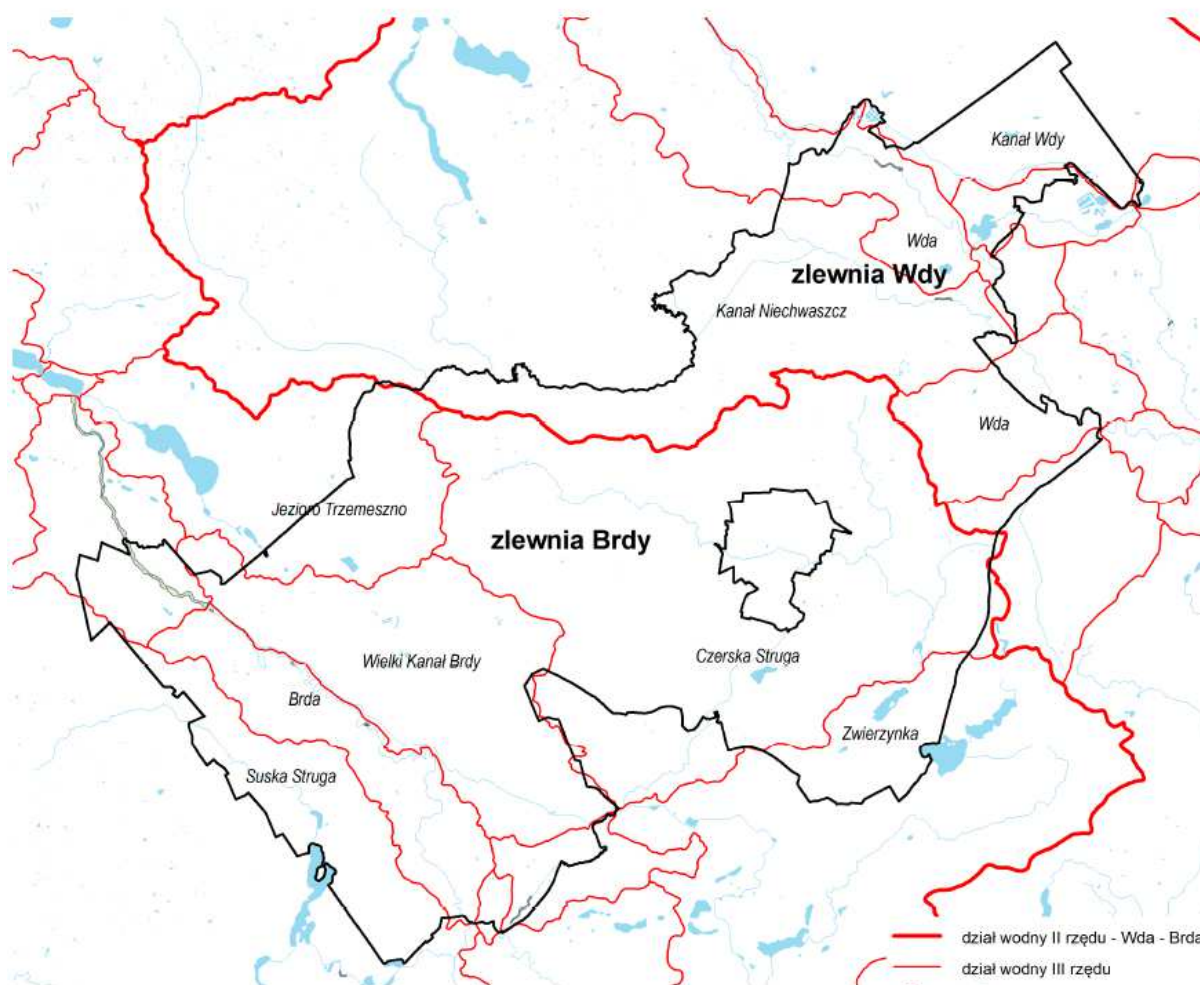 Kanał Wdy
Wda
zlewnia Wdy
Kanał Niechwaszcz
Wda
Jezioro Trzemeszno
zlewnia Brdy
Wielki Kanał Brdy
Czerska Struga
Brda
Zwierzynka
Suska Struga
dział wodny II rzędu - Wda - Brda
dział wodny III rzędu